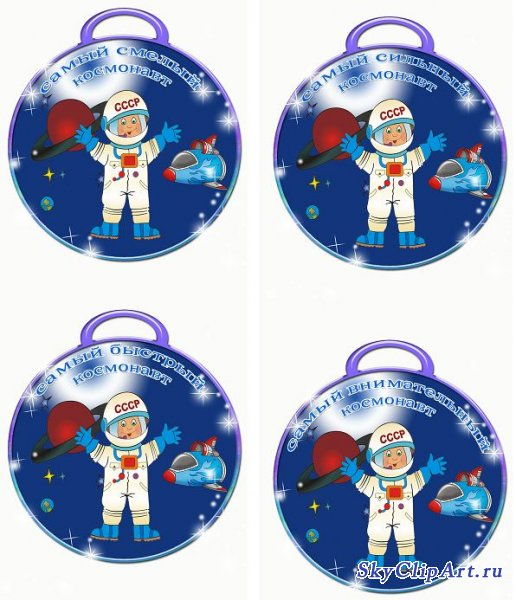 самый смелый
космонавт
СССР
самый сильный
космонавт
СССР
самый быстрый
космонавт
СССР
самый внимательный
космонавт
СССР
SkyClipArt.ru